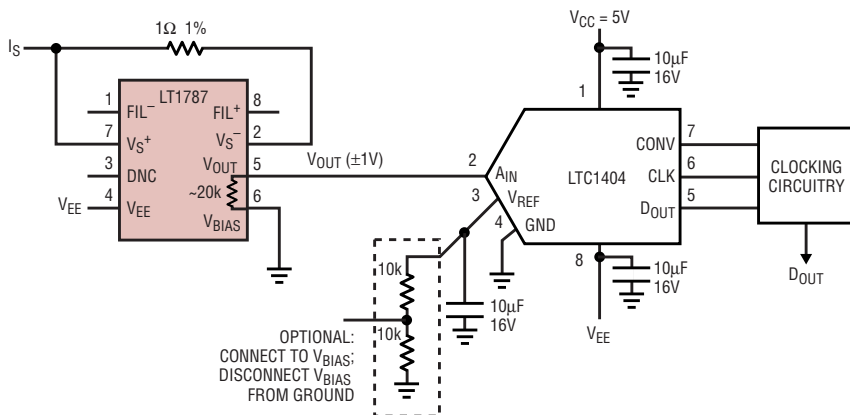 I_S
1Ω 1%
LT1787
1
FIL⁻
FIL⁺
8
7
V_S⁺
V_S⁻
2
3
DNC
V_OUT
5
~20k
4
V_EE
V_EE
V_BIAS
6
V_OUT (±1V)
V_CC = 5V
10µF
16V
1
2
A_IN
LTC1404
CONV
7
CLK
6
D_OUT
5
CLOCKING
CIRCUITRY
D_OUT
3
V_REF
4
GND
8
10µF
16V
V_EE
10k
10k
10µF
16V
OPTIONAL:
CONNECT TO V_BIAS;
DISCONNECT V_BIAS
FROM GROUND